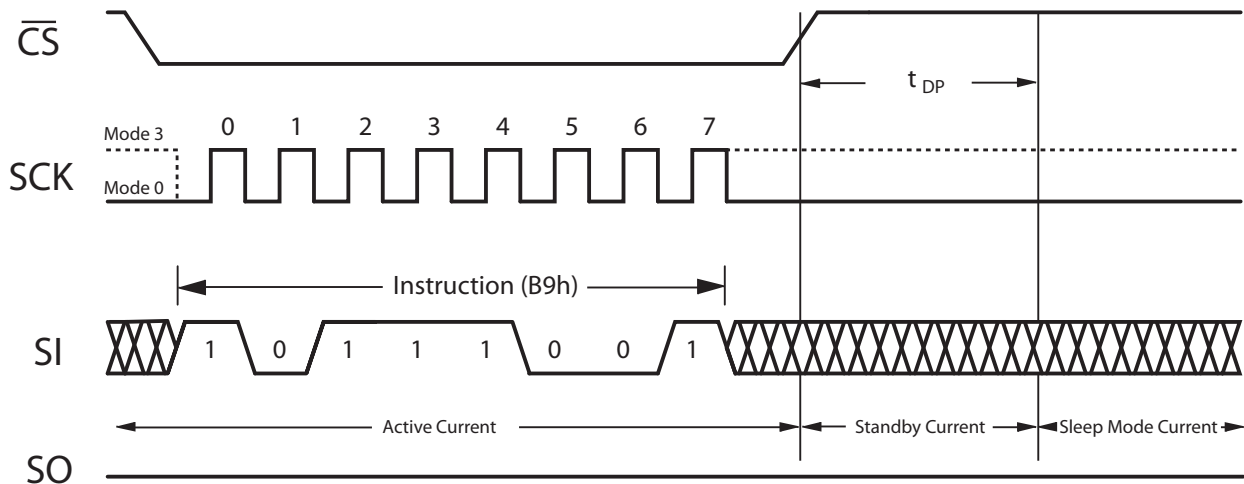 CS
t DP
Mode 3
0 1 2 3 4 5 6 7
SCK
Mode 0
Instruction (B9h)
SI
1 0 1 1 1 0 0 1
Active Current
Standby Current
Sleep Mode Current
SO